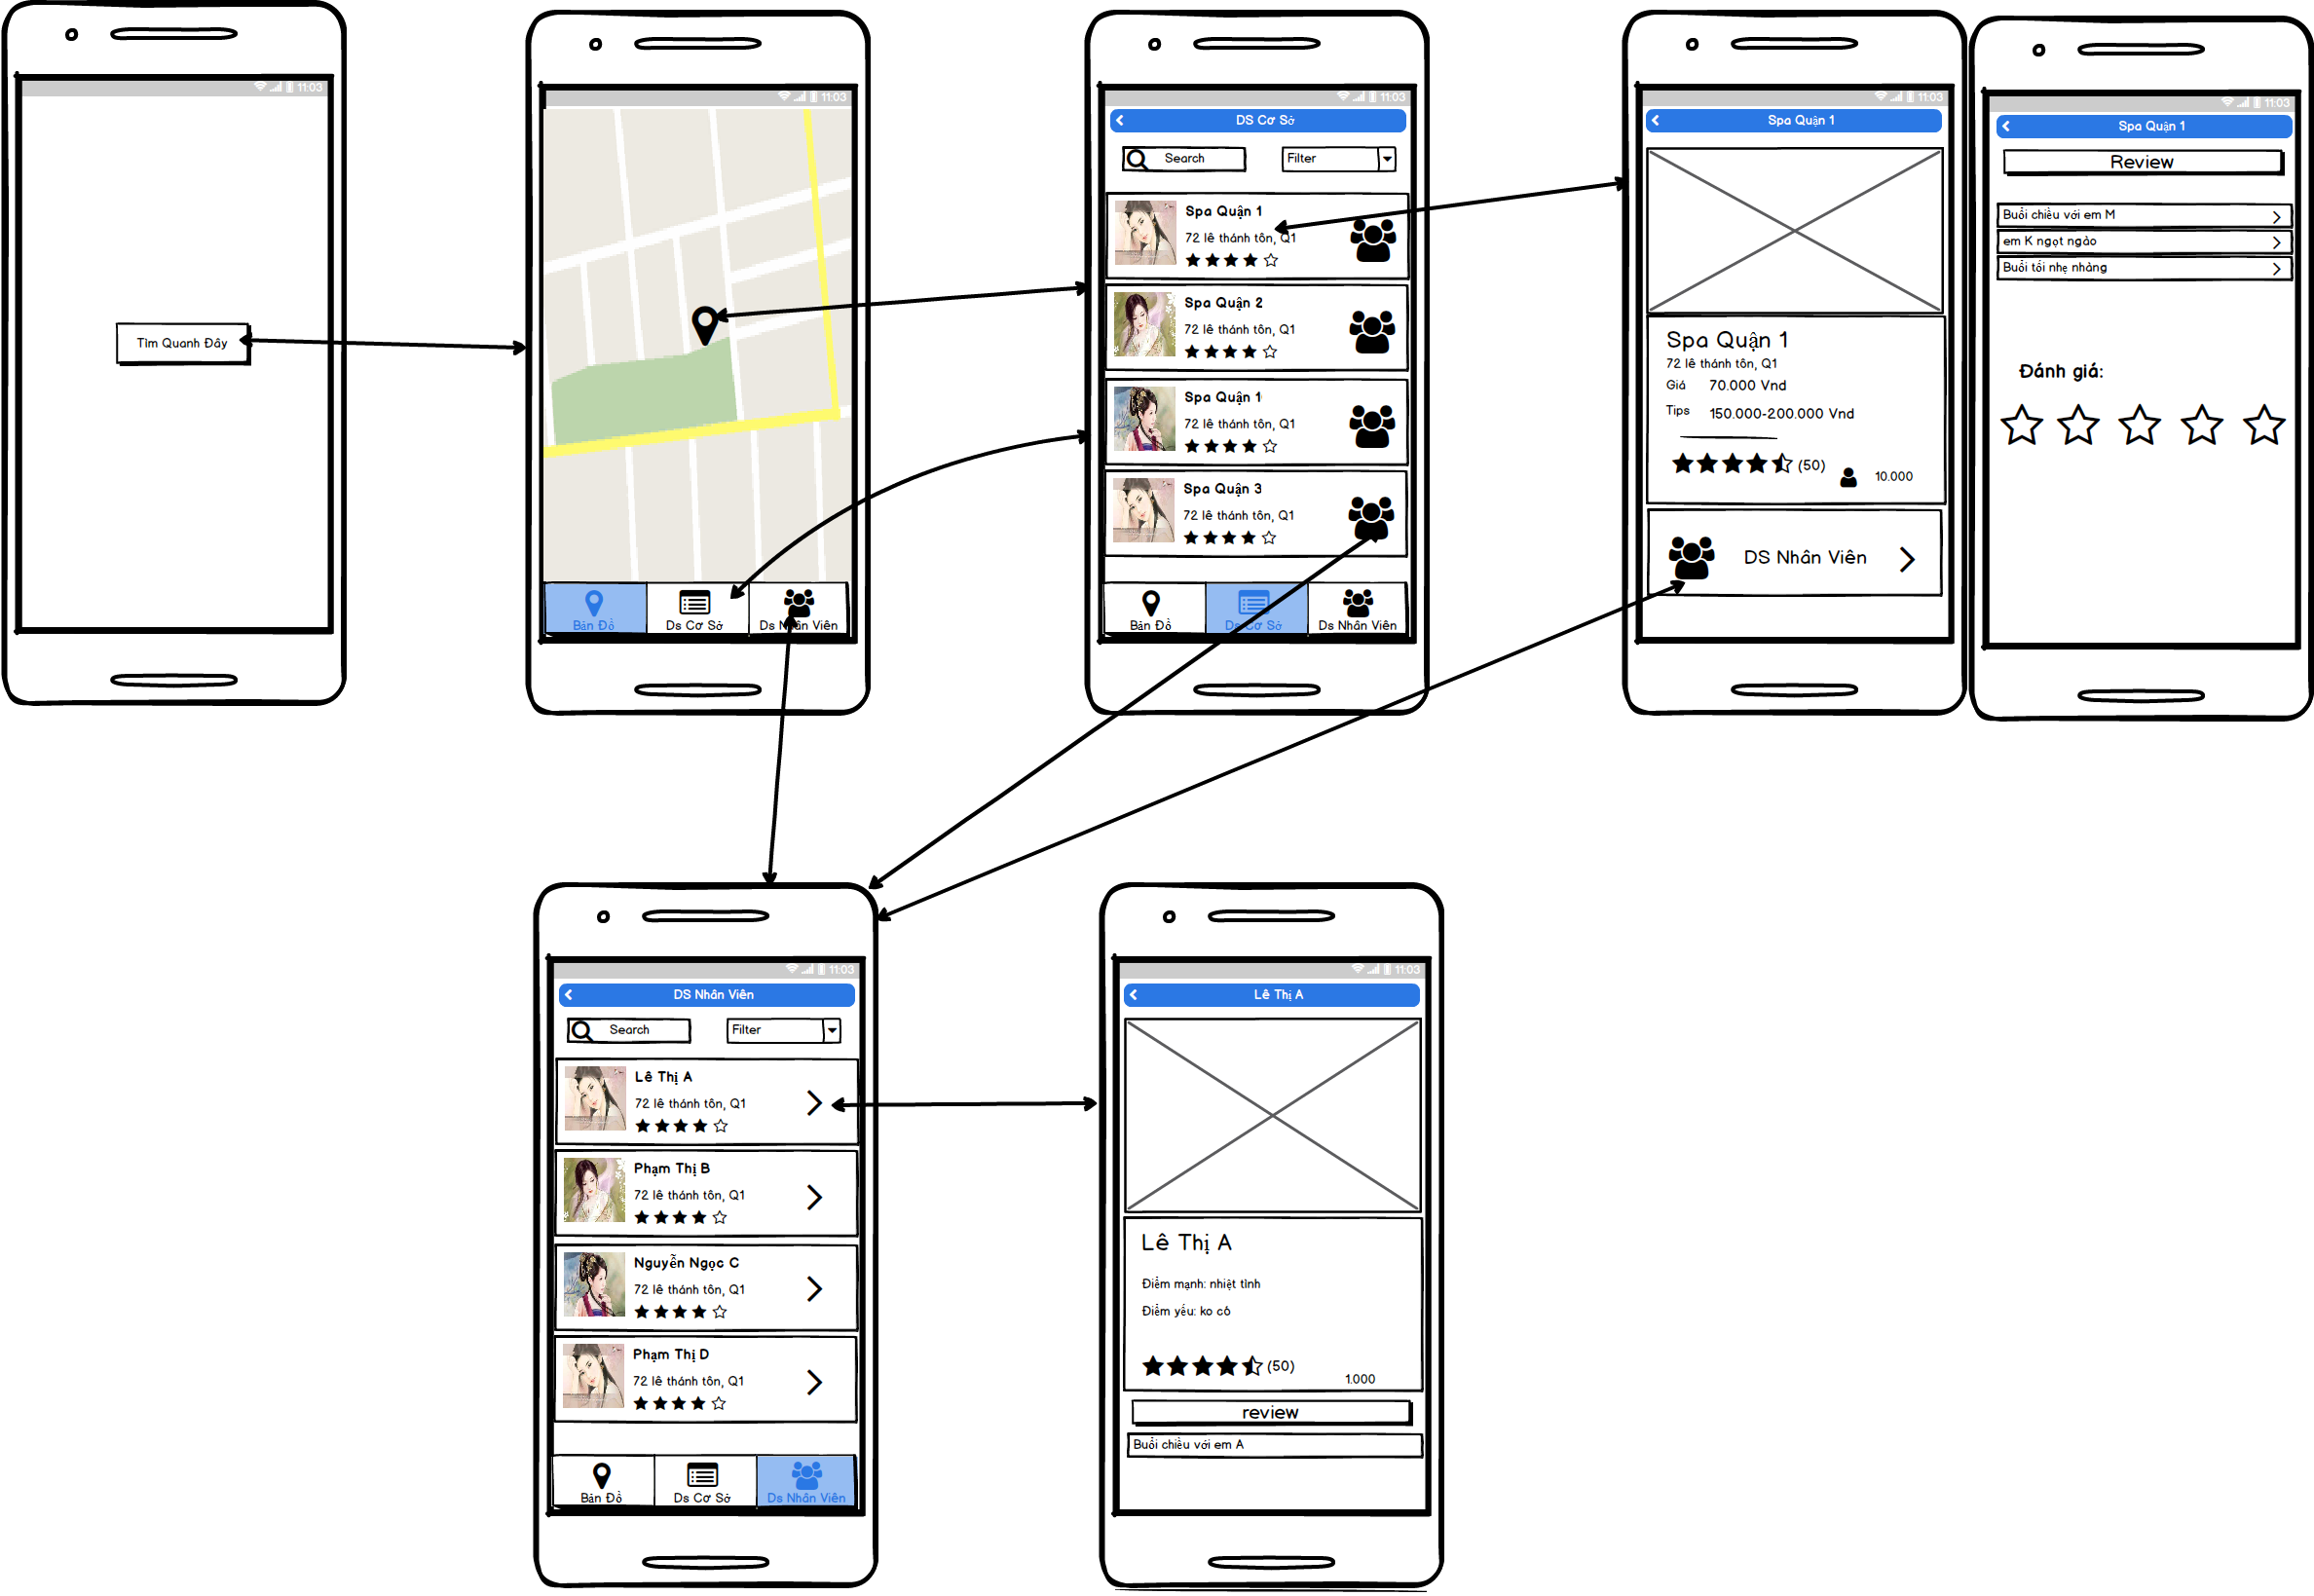 11:03
Tìm Quanh Đây
11:03
Bản Đồ
Ds Cơ Sở
Ds Nhân Viên
11:03
DS Cơ Sở
Search
Filter
Spa Quận 1
72 lê thánh tôn, Q1
Spa Quận 2
72 lê thánh tôn, Q1
Spa Quận 1
72 lê thánh tôn, Q1
Spa Quận 3
72 lê thánh tôn, Q1
Bản Đồ
Ds Cơ Sở
Ds Nhân Viên
11:03
Spa Quận 1
Spa Quận 1
72 lê thánh tôn, Q1
Giá 70.000 Vnd
Tips 150.000-200.000 Vnd
(50)
10.000
DS Nhân Viên
11:03
Spa Quận 1
Review
Buổi chiều với em M
em K ngọt ngào
Buổi tối nhẹ nhàng
Đánh giá:
11:03
DS Nhân Viên
Search
Filter
Lê Thị A
72 lê thánh tôn, Q1
Phạm Thị B
72 lê thánh tôn, Q1
Nguyễn Ngọc C
72 lê thánh tôn, Q1
Phạm Thị D
72 lê thánh tôn, Q1
Bản Đồ
Ds Cơ Sở
Ds Nhân Viên
11:03
Lê Thị A
Lê Thị A
Điểm mạnh: nhiệt tình
Điểm yếu: ko có
(50)
1.000
review
Buổi chiều với em A